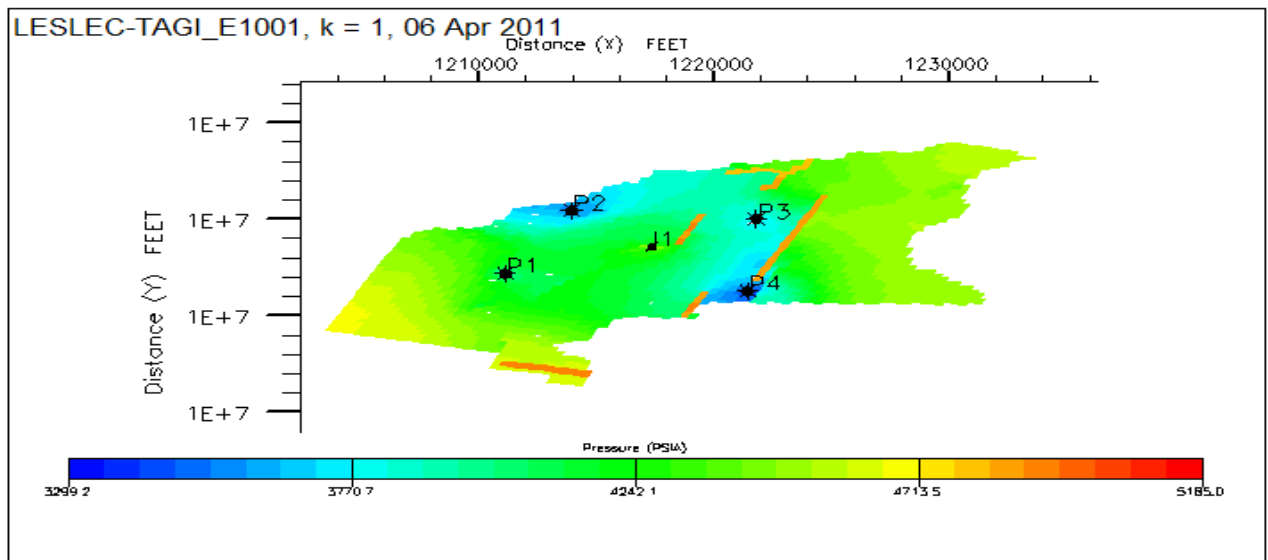 LESLEC-TAGI_E1001, k = 1, 06 Apr 2011
Distance (X) FEET
1210000 1220000 1230000
1E+7
P2
1E+7
P3
I1
P1
P4
1E+7
1E+7
Distance (Y) FEET
Pressure (PSIA)
3299.2 3770.7 4242.1 4713.5 5185.0